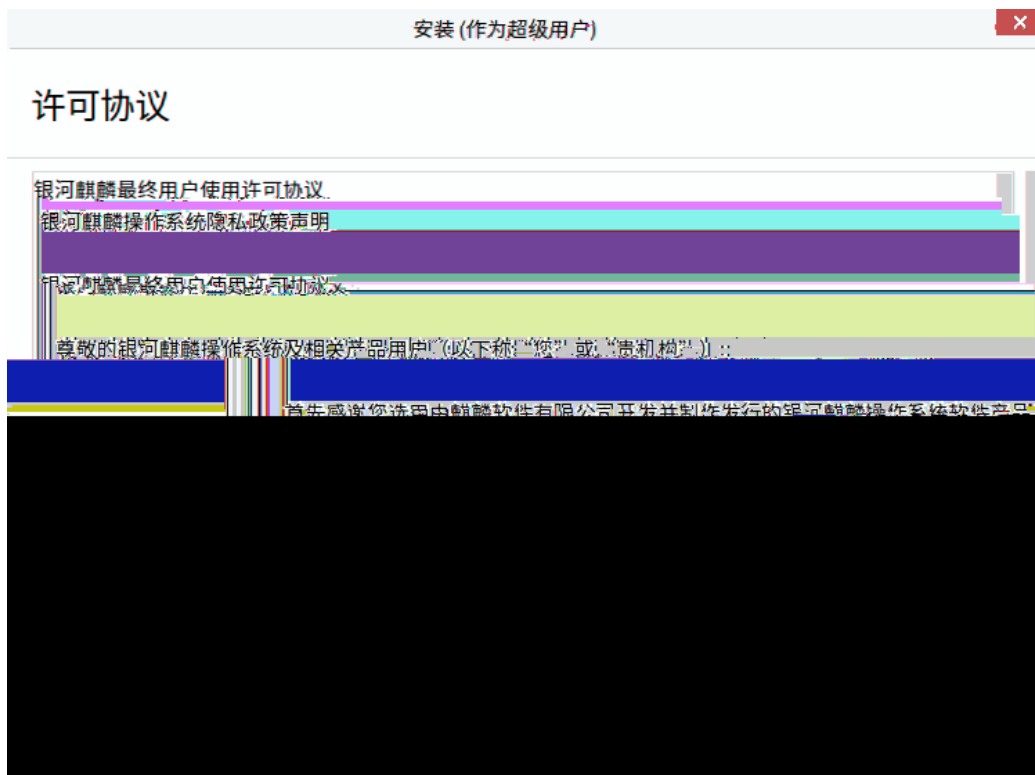 安装 (作为超级用户)
许可协议
银河麒麟最终用户使用许可协议
银河麒麟操作系统隐私政策声明
银河麒麟最终用户使用许可协议
尊敬的银河麒麟操作系统及相关产品用户（以下称“您”或“贵机构”）：
首先感谢您选用由麒麟软件有限公司开发并制作发行的银河麒麟操作系统软件产品